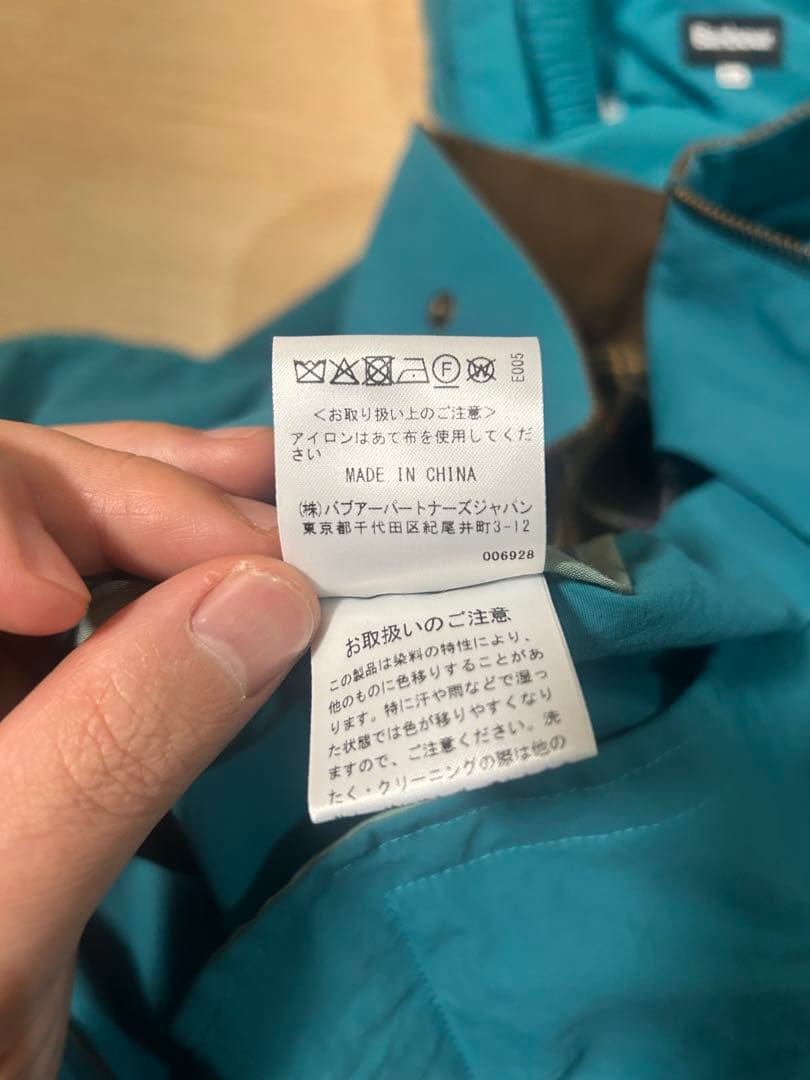 Barbour
E005
F
W
<お取り扱い上のご注意>
アイロンはあて布を使用してくだ
さい
MADE IN CHINA
(株)バブアーパートナーズジャパン
東京都千代田区紀尾井町3-12
006928
お取扱いのご注意
この製品は染料の特性により、
他のものに色移りすることがあ
ります。特に汗や雨などで湿っ
た状態では色が移りやすくなり
ますので、ご注意ください。洗
たく・クリーニングの際は他の